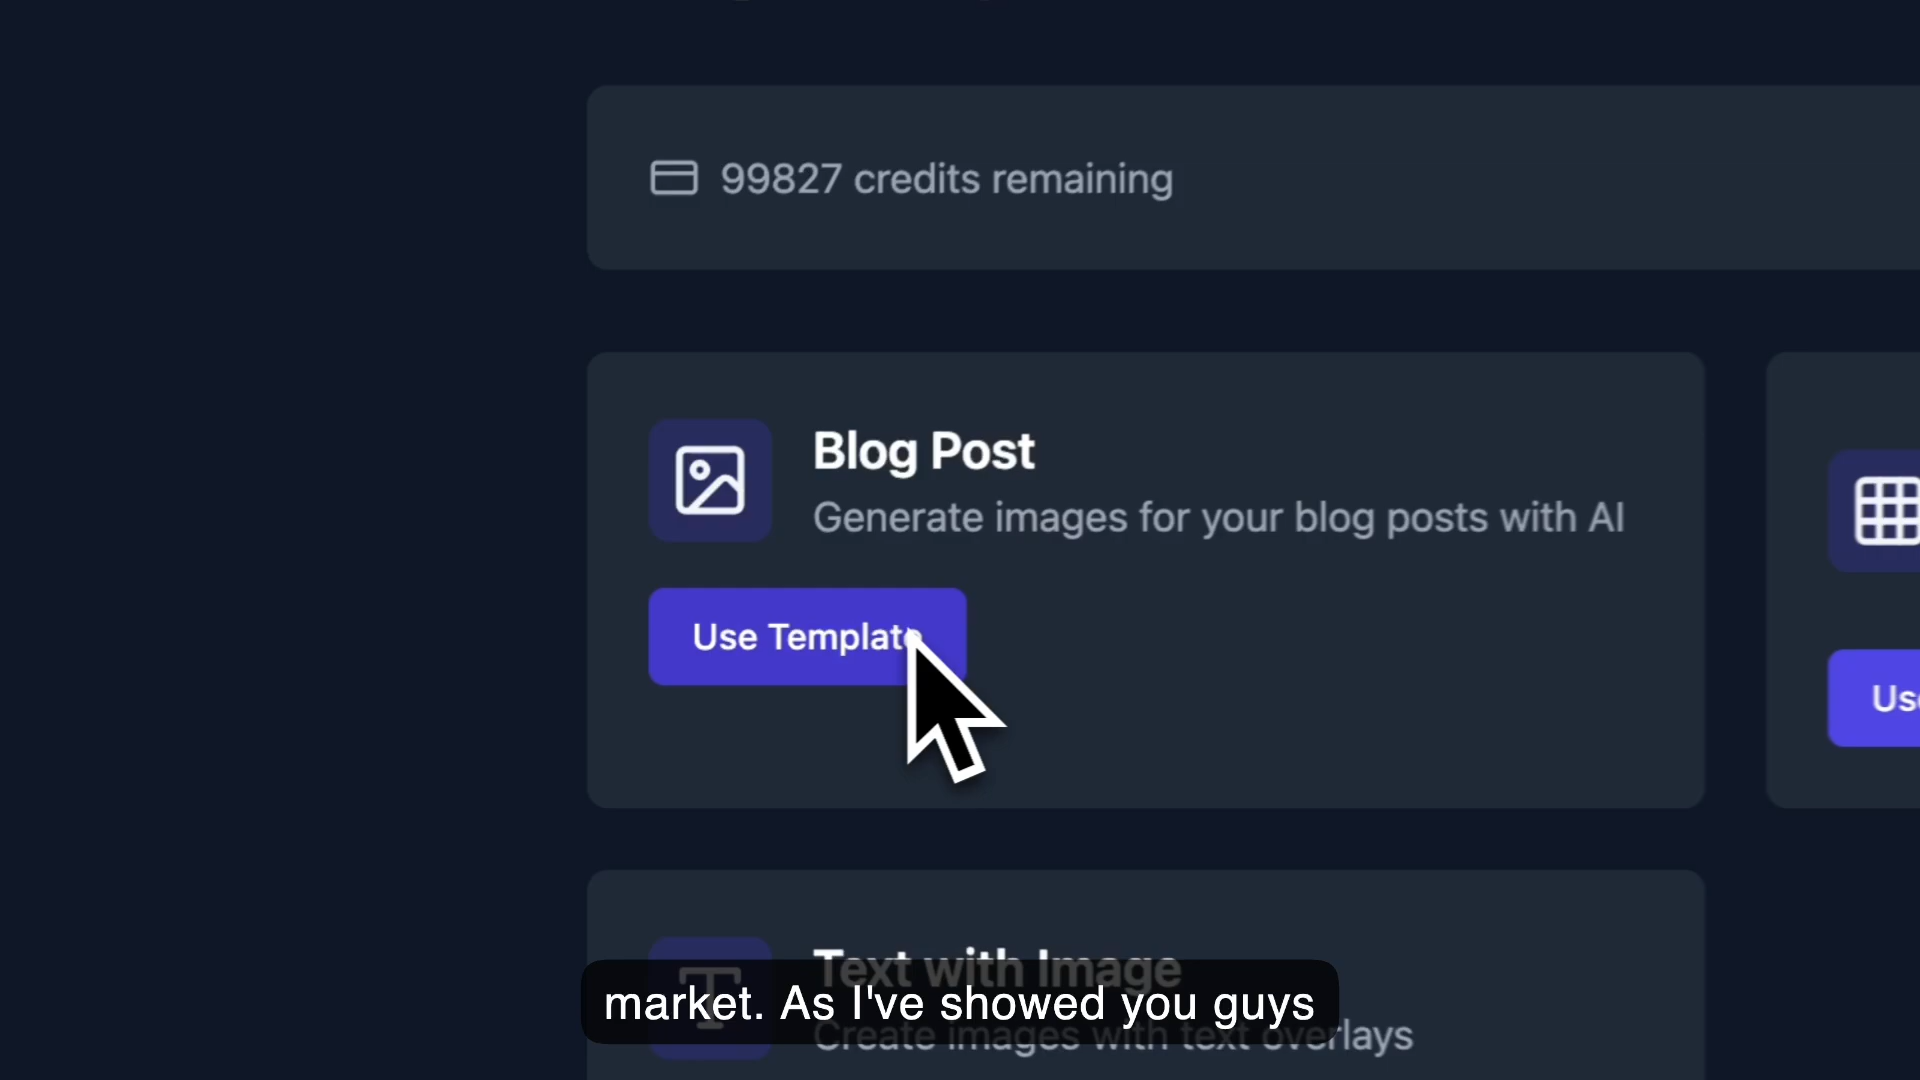 99827 credits remaining
Blog Post
Generate images for your blog posts with AI
Use Template
Text with Image
Create images with text overlays
market. As I've showed you guys